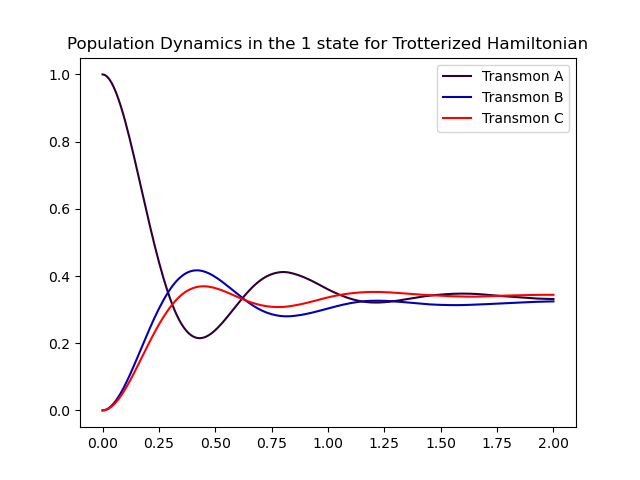 Population Dynamics in the 1 state for Trotterized Hamiltonian
Transmon A
Transmon B
Transmon C
1.0
0.8
0.6
0.4
0.2
0.0
0.00 0.25 0.50 0.75 1.00 1.25 1.50 1.75 2.00